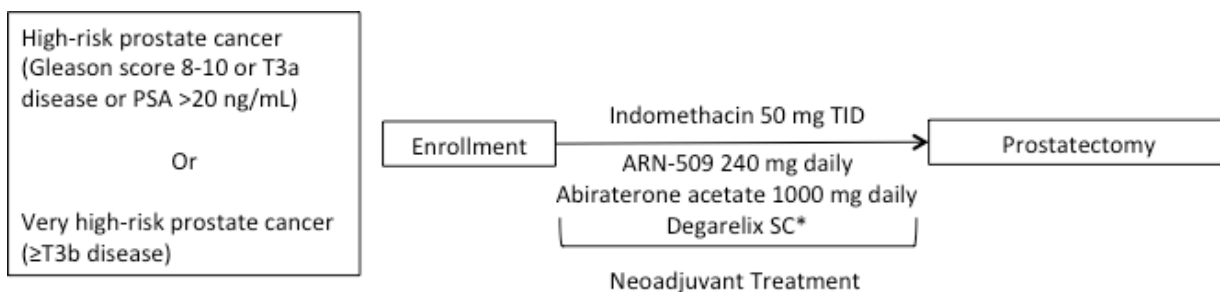 High-risk prostate cancer
(Gleason score 8-10 or T3a
disease or PSA >20 ng/mL)
Or
Very high-risk prostate cancer
(≥T3b disease)
Enrollment
Indomethacin 50 mg TID
ARN-509 240 mg daily
Abiraterone acetate 1000 mg daily
Degarelix SC*
Neoadjuvant Treatment
Prostatectomy